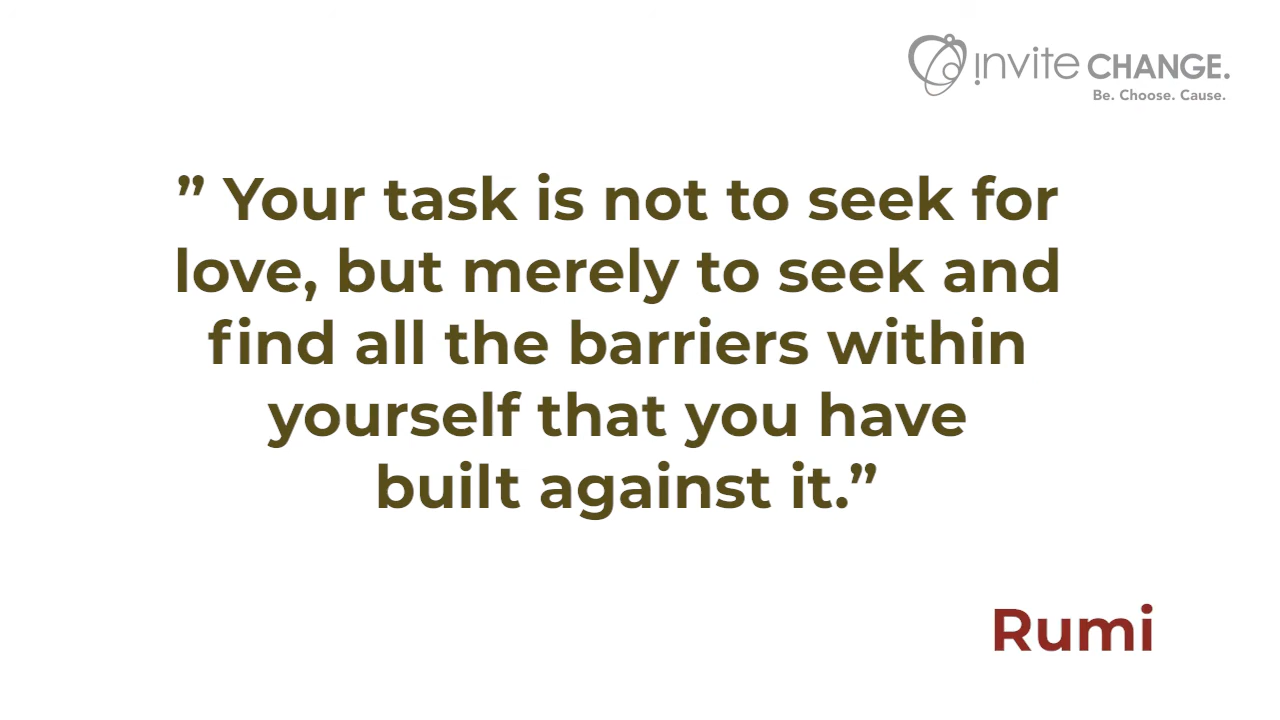 invite CHANGE.
Be. Choose. Cause.
” Your task is not to seek for
love, but merely to seek and
find all the barriers within
yourself that you have
built against it.”
Rumi